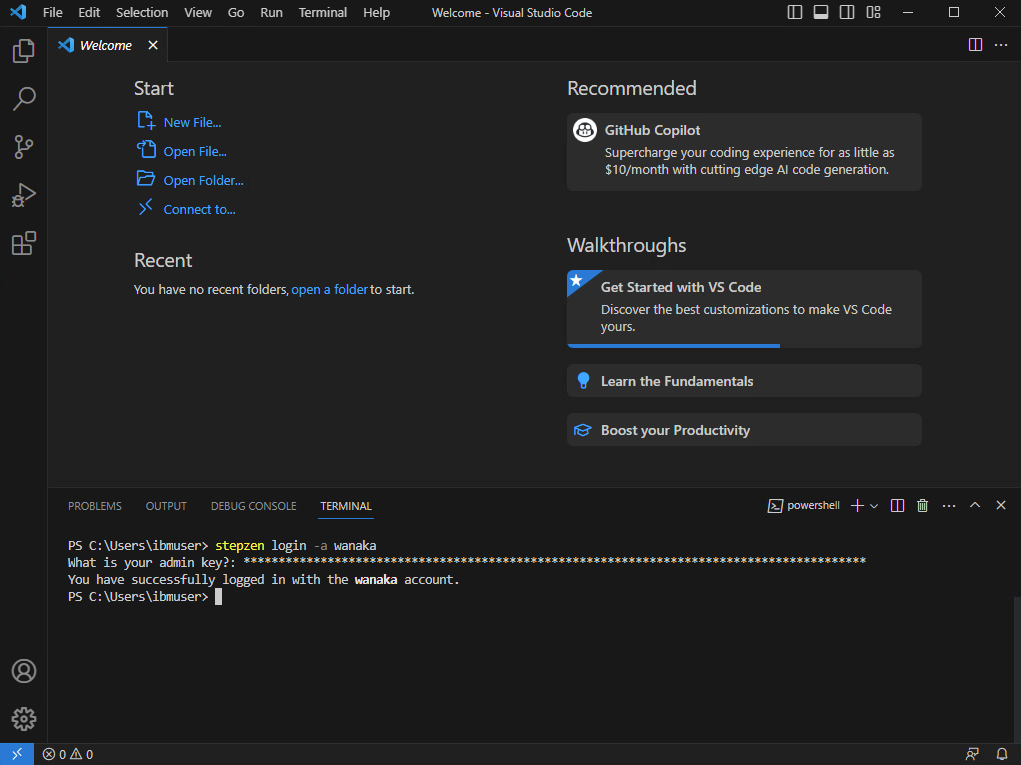 File Edit Selection View Go Run Terminal Help Welcome - Visual Studio Code
Welcome
Start
New File...
Open File...
Open Folder...
Connect to...
Recent
You have no recent folders, open a folder to start.
Recommended
GitHub Copilot
Supercharge your coding experience for as little as
$10/month with cutting edge AI code generation.
Walkthroughs
Get Started with VS Code
Discover the best customizations to make VS Code
yours.
Learn the Fundamentals
Boost your Productivity
PROBLEMS OUTPUT DEBUG CONSOLE TERMINAL powershell
PS C:\Users\ibmuser> stepzen login -a wanaka
What is your admin key?: *****************************************************************************************
You have successfully logged in with the wanaka account.
PS C:\Users\ibmuser>
0 0